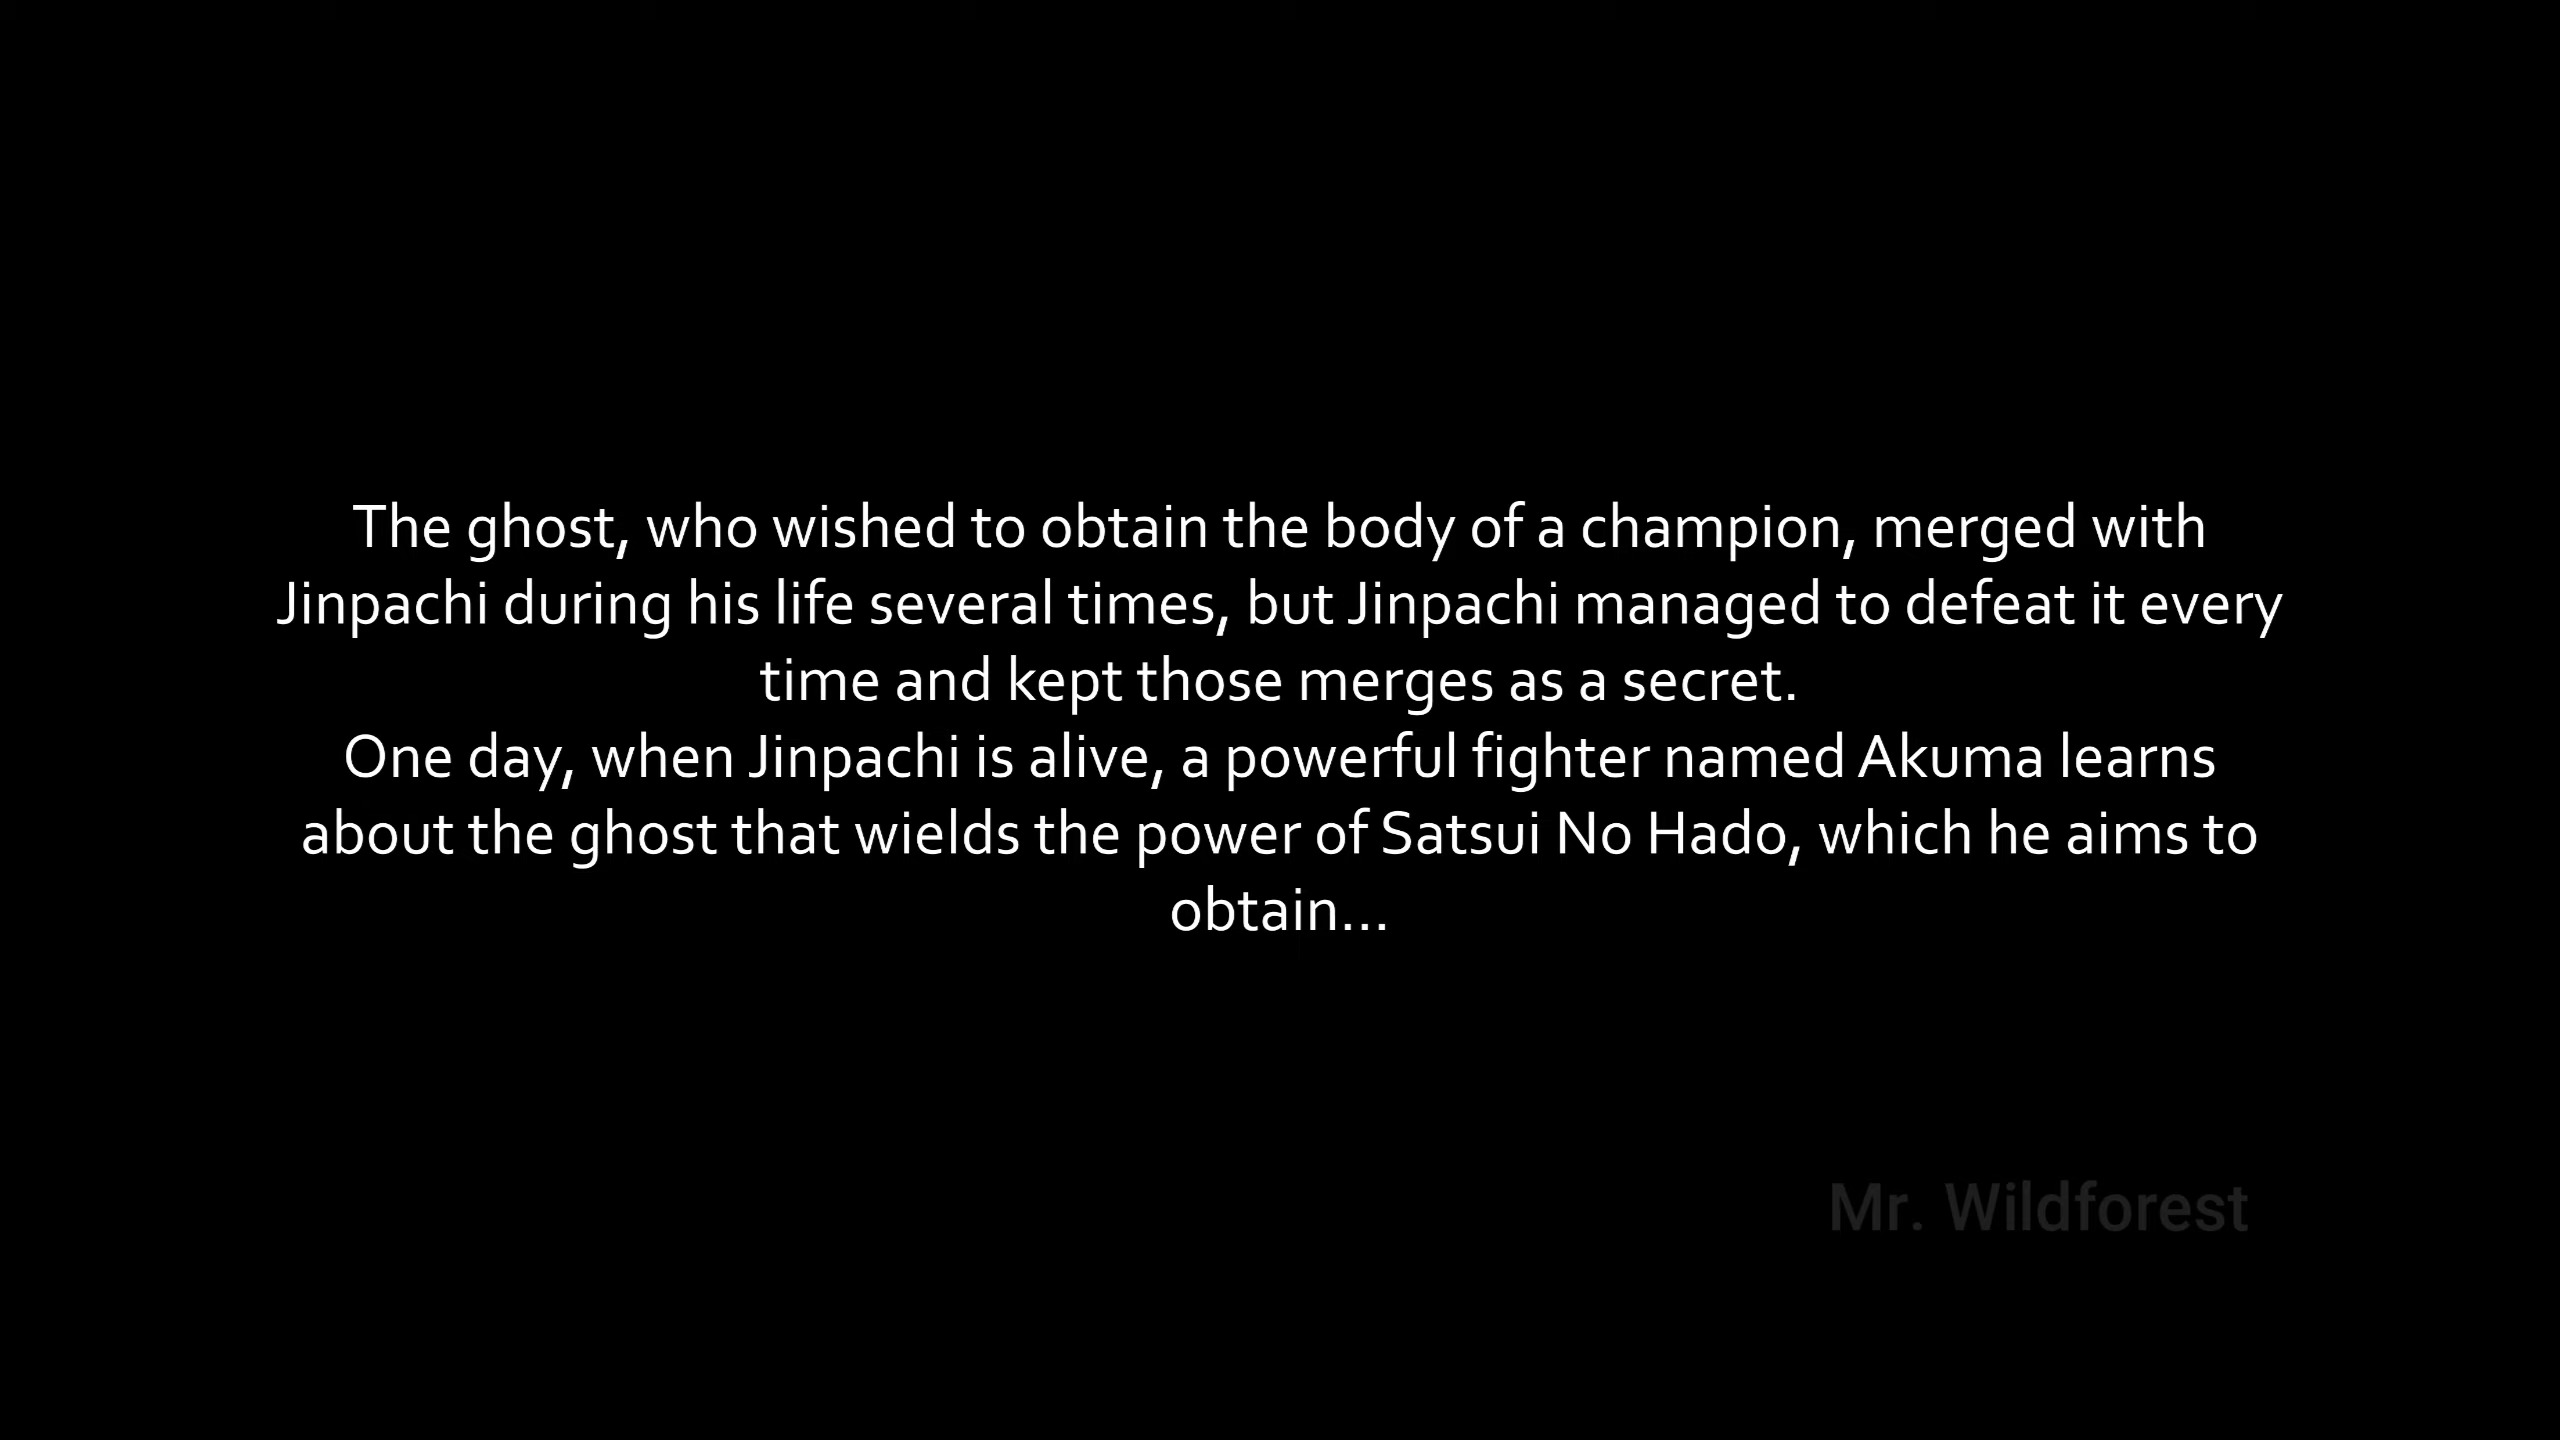 The ghost, who wished to obtain the body of a champion, merged with
Jinpachi during his life several times, but Jinpachi managed to defeat it every
time and kept those merges as a secret.
One day, when Jinpachi is alive, a powerful fighter named Akuma learns
about the ghost that wields the power of Satsui No Hado, which he aims to
obtain...
Mr. Wildforest